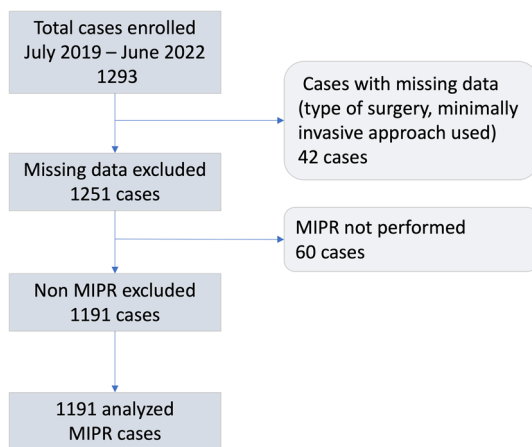 Total cases enrolled
July 2019 – June 2022
1293
Cases with missing data
(type of surgery, minimally
invasive approach used)
42 cases
Missing data excluded
1251 cases
MIPR not performed
60 cases
Non MIPR excluded
1191 cases
1191 analyzed
MIPR cases